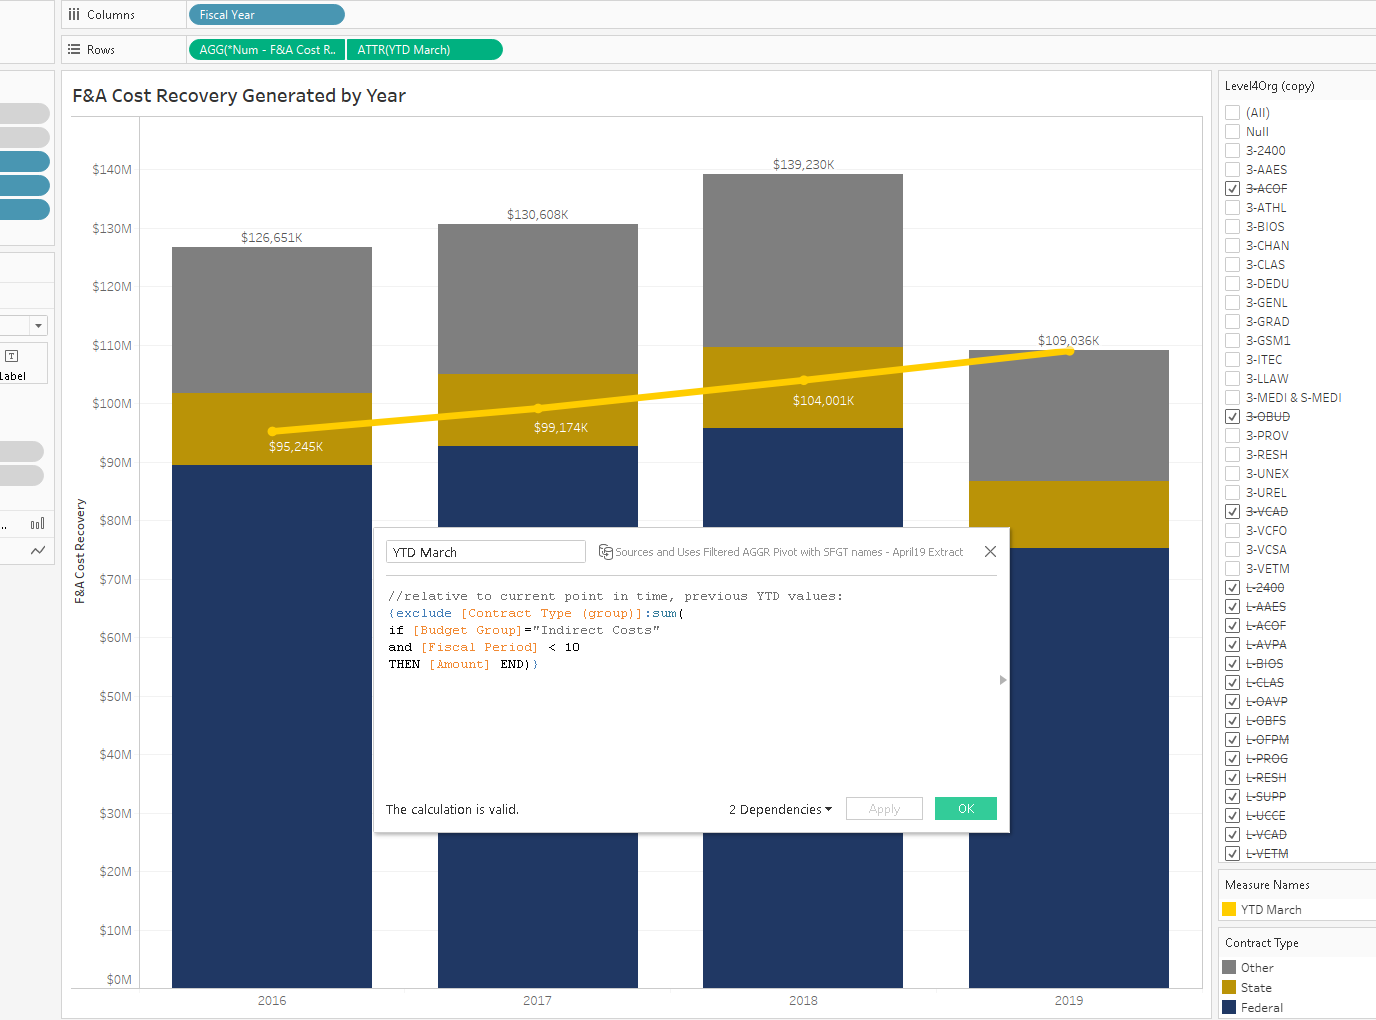 Columns
Fiscal Year
Rows
AGG(*Num - F&A Cost R..
ATTR(YTD March)
F&A Cost Recovery Generated by Year
$140M
$130M
$120M
$110M
$100M
$90M
$80M
$70M
$60M
$50M
$40M
$30M
$20M
$10M
$0M
F&A Cost Recovery
$126,651K
$130,608K
$139,230K
$109,036K
$95,245K
$99,174K
$104,001K
2016
2017
2018
2019
Label
..
YTD March
Sources and Uses Filtered AGGR Pivot with SFGT names - April19 Extract
//relative to current point in time, previous YTD values:
{exclude [Contract Type (group)]:sum(
if [Budget Group]="Indirect Costs"
and [Fiscal Period] < 10
THEN [Amount] END)}
The calculation is valid.
2 Dependencies
Apply
OK
Level4Org (copy)
(All)
Null
3-2400
3-AAES
3-ACOF
3-ATHL
3-BIOS
3-CHAN
3-CLAS
3-DEDU
3-GENL
3-GRAD
3-GSM1
3-ITEC
3-LLAW
3-MEDI & S-MEDI
3-OBUD
3-PROV
3-RESH
3-UNEX
3-UREL
3-VCAD
3-VCFO
3-VCSA
3-VETM
L-2400
L-AAES
L-ACOF
L-AVPA
L-BIOS
L-CLAS
L-OAVP
L-OBFS
L-OFPM
L-PROG
L-RESH
L-SUPP
L-UCCE
L-VCAD
L-VETM
Measure Names
YTD March
Contract Type
Other
State
Federal